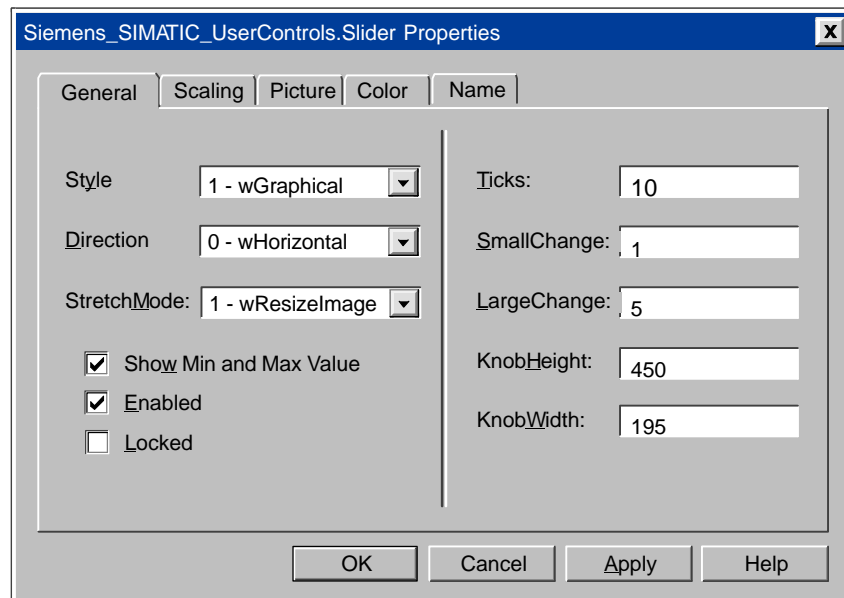 Siemens_SIMATIC_UserControls.Slider Properties
X
General Scaling Picture Color Name
Style 1 - wGraphical
Direction 0 - wHorizontal
StretchMode: 1 - wResizeImage
Show Min and Max Value
Enabled
Locked
Ticks: 10
SmallChange: 1
LargeChange: 5
KnobHeight: 450
KnobWidth: 195
OK Cancel Apply Help